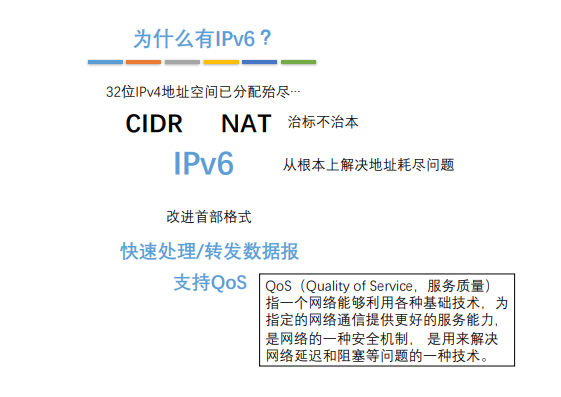 为什么有IPv6？
32位IPv4地址空间已分配殆尽…
CIDR NAT 治标不治本
IPv6 从根本上解决地址耗尽问题
改进首部格式
快速处理/转发数据报
支持QoS
QoS（Quality of Service，服务质量）
指一个网络能够利用各种基础技术，为
指定的网络通信提供更好的服务能力，
是网络的一种安全机制， 是用来解决
网络延迟和阻塞等问题的一种技术。